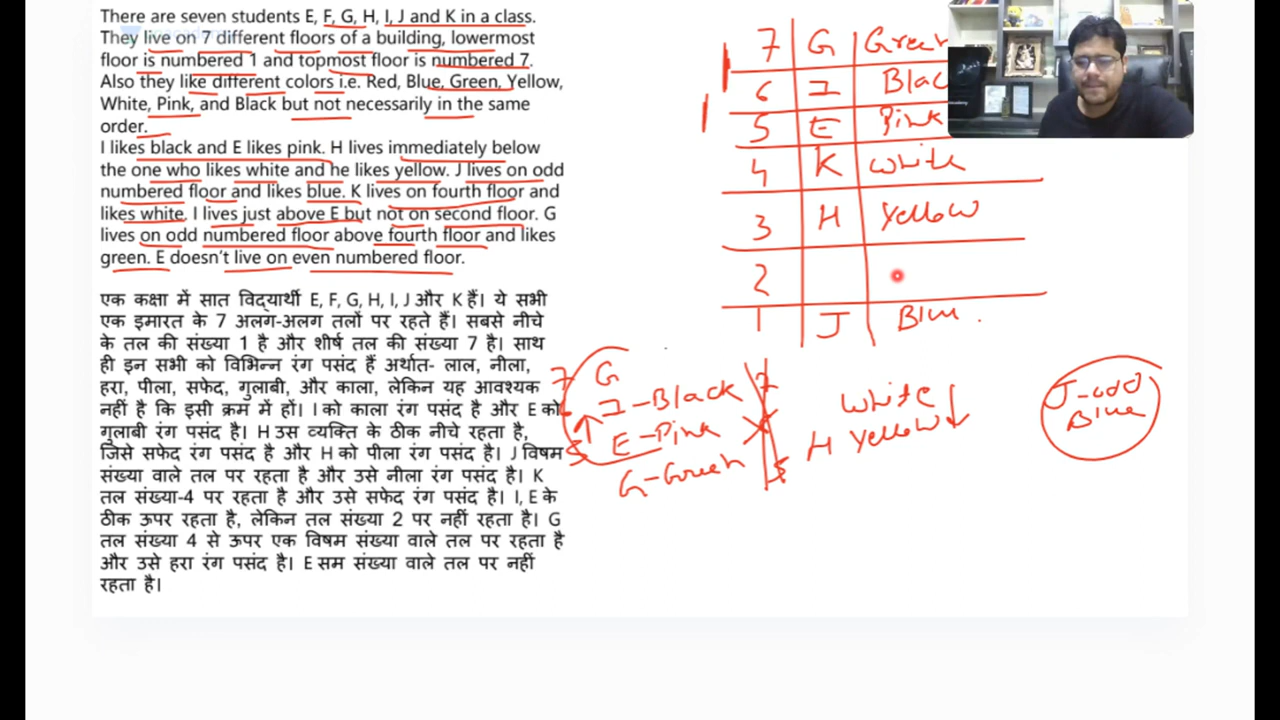 There are seven students E, F, G, H, I, J and K in a class.
They live on 7 different floors of a building, lowermost
floor is numbered 1 and topmost floor is numbered 7.
Also they like different colors i.e. Red, Blue, Green, Yellow,
White, Pink, and Black but not necessarily in the same
order.
I likes black and E likes pink. H lives immediately below
the one who likes white and he likes yellow. J lives on odd
numbered floor and likes blue. K lives on fourth floor and
likes white. I lives just above E but not on second floor. G
lives on odd numbered floor above fourth floor and likes
green. E doesn't live on even numbered floor.
एक कक्षा में सात विद्यार्थी E, F, G, H, I, J और K हैं। ये सभी
एक इमारत के 7 अलग-अलग तलों पर रहते हैं। सबसे नीचे
के तल की संख्या 1 है और शीर्ष तल की संख्या 7 है। साथ
ही इन सभी को विभिन्न रंग पसंद हैं अर्थात- लाल, नीला,
हरा, पीला, सफेद, गुलाबी, और काला, लेकिन यह आवश्यक
नहीं है कि इसी क्रम में हों। I को काला रंग पसंद है और E को
गुलाबी रंग पसंद है। H उस व्यक्ति के ठीक नीचे रहता है,
जिसे सफेद रंग पसंद है और H को पीला रंग पसंद है। J विषम
संख्या वाले तल पर रहता है और उसे नीला रंग पसंद है। K
तल संख्या-4 पर रहता है और उसे सफेद रंग पसंद है। I, E के
ठीक ऊपर रहता है, लेकिन तल संख्या 2 पर नहीं रहता है। G
तल संख्या 4 से ऊपर एक विषम संख्या वाले तल पर रहता है
और उसे हरा रंग पसंद है। E सम संख्या वाले तल पर नहीं
रहता है।
7 G Green
6 I Blac
5 E Pink
4 K White
3 H Yellow
2
1 J Blue.
7 G
I-Black 7
5 E-Pink
G-Green 5
White
H Yellow
J-odd
Blue